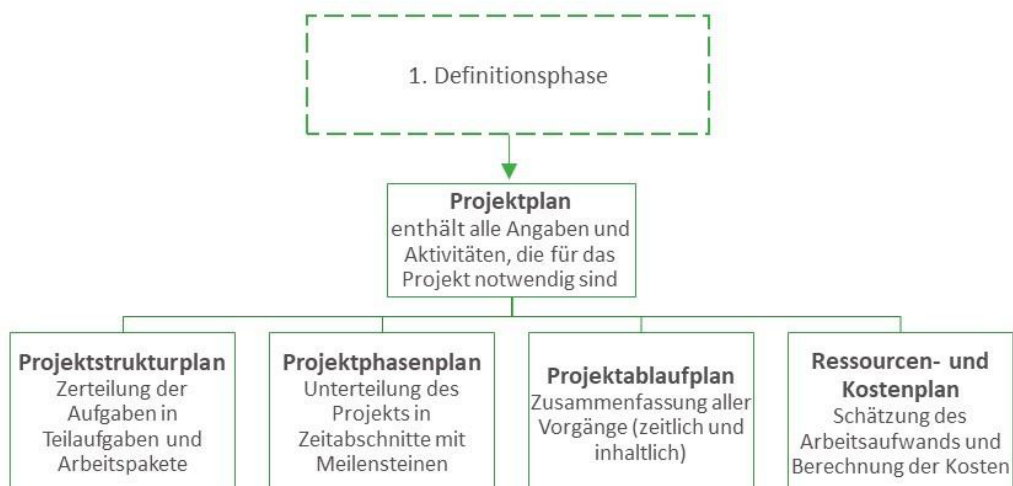 1. Definitionsphase
Projektplan
enthält alle Angaben und
Aktivitäten, die für das
Projekt notwendig sind
Projektstrukturplan
Zerteilung der
Aufgaben in
Teilaufgaben und
Arbeitspakete
Projektphasenplan
Unterteilung des
Projekts in
Zeitabschnitte mit
Meilensteinen
Projektablaufplan
Zusammenfassung aller
Vorgänge (zeitlich und
inhaltlich)
Ressourcen- und
Kostenplan
Schätzung des
Arbeitsaufwands und
Berechnung der Kosten